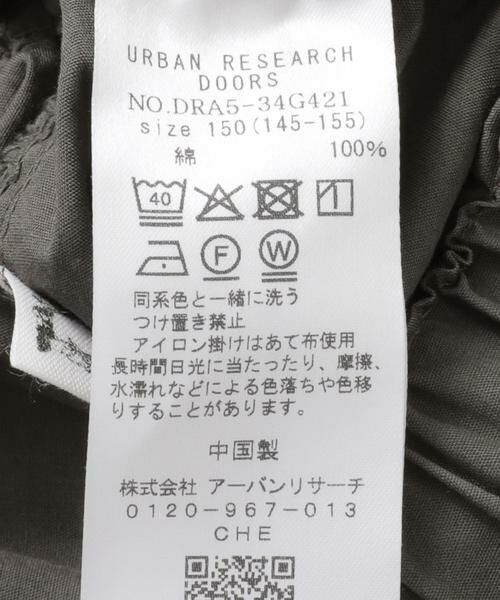 URBAN RESEARCH
DOORS
NO.DRA5-34G421
size 150(145-155)
綿 100%
40
F W
同系色と一緒に洗う
つけ置き禁止
アイロン掛けはあて布使用
長時間日光に当たったり、摩擦、
水濡れなどによる色落ちや色移
りすることがあります。
中国製
株式会社 アーバンリサーチ
0120-967-013
CHE